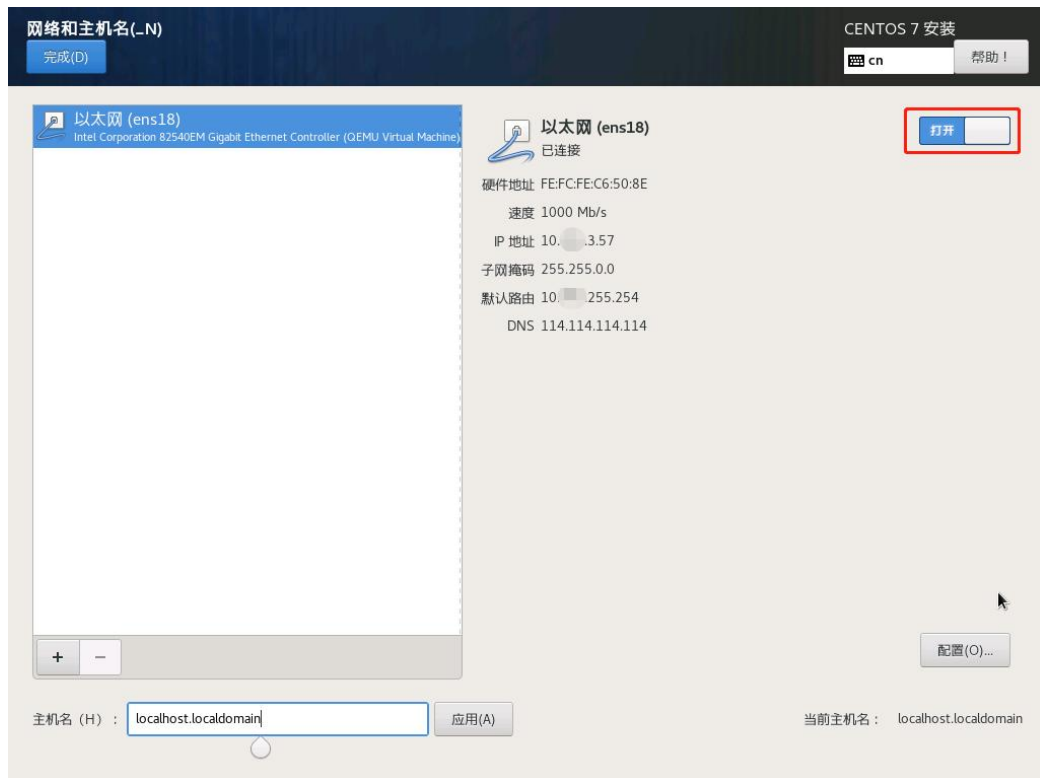 网络和主机名(_N)
完成(D)
CENTOS 7 安装
cn
帮助！
以太网 (ens18)
Intel Corporation 82540EM Gigabit Ethernet Controller (QEMU Virtual Machine)
以太网 (ens18)
已连接
打开
硬件地址 FE:FC:FE:C6:50:8E
速度 1000 Mb/s
IP 地址 10. .3.57
子网掩码 255.255.0.0
默认路由 10. .255.254
DNS 114.114.114.114
+ −
配置(O)...
主机名（H）： localhost.localdomain 应用(A)
当前主机名： localhost.localdomain